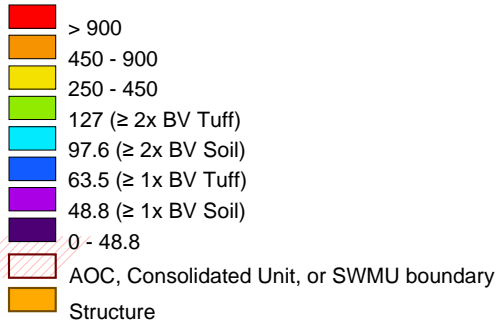 > 900
450 - 900
250 - 450
127 (≥ 2x BV Tuff)
97.6 (≥ 2x BV Soil)
63.5 (≥ 1x BV Tuff)
48.8 (≥ 1x BV Soil)
0 - 48.8
AOC, Consolidated Unit, or SWMU boundary
Structure